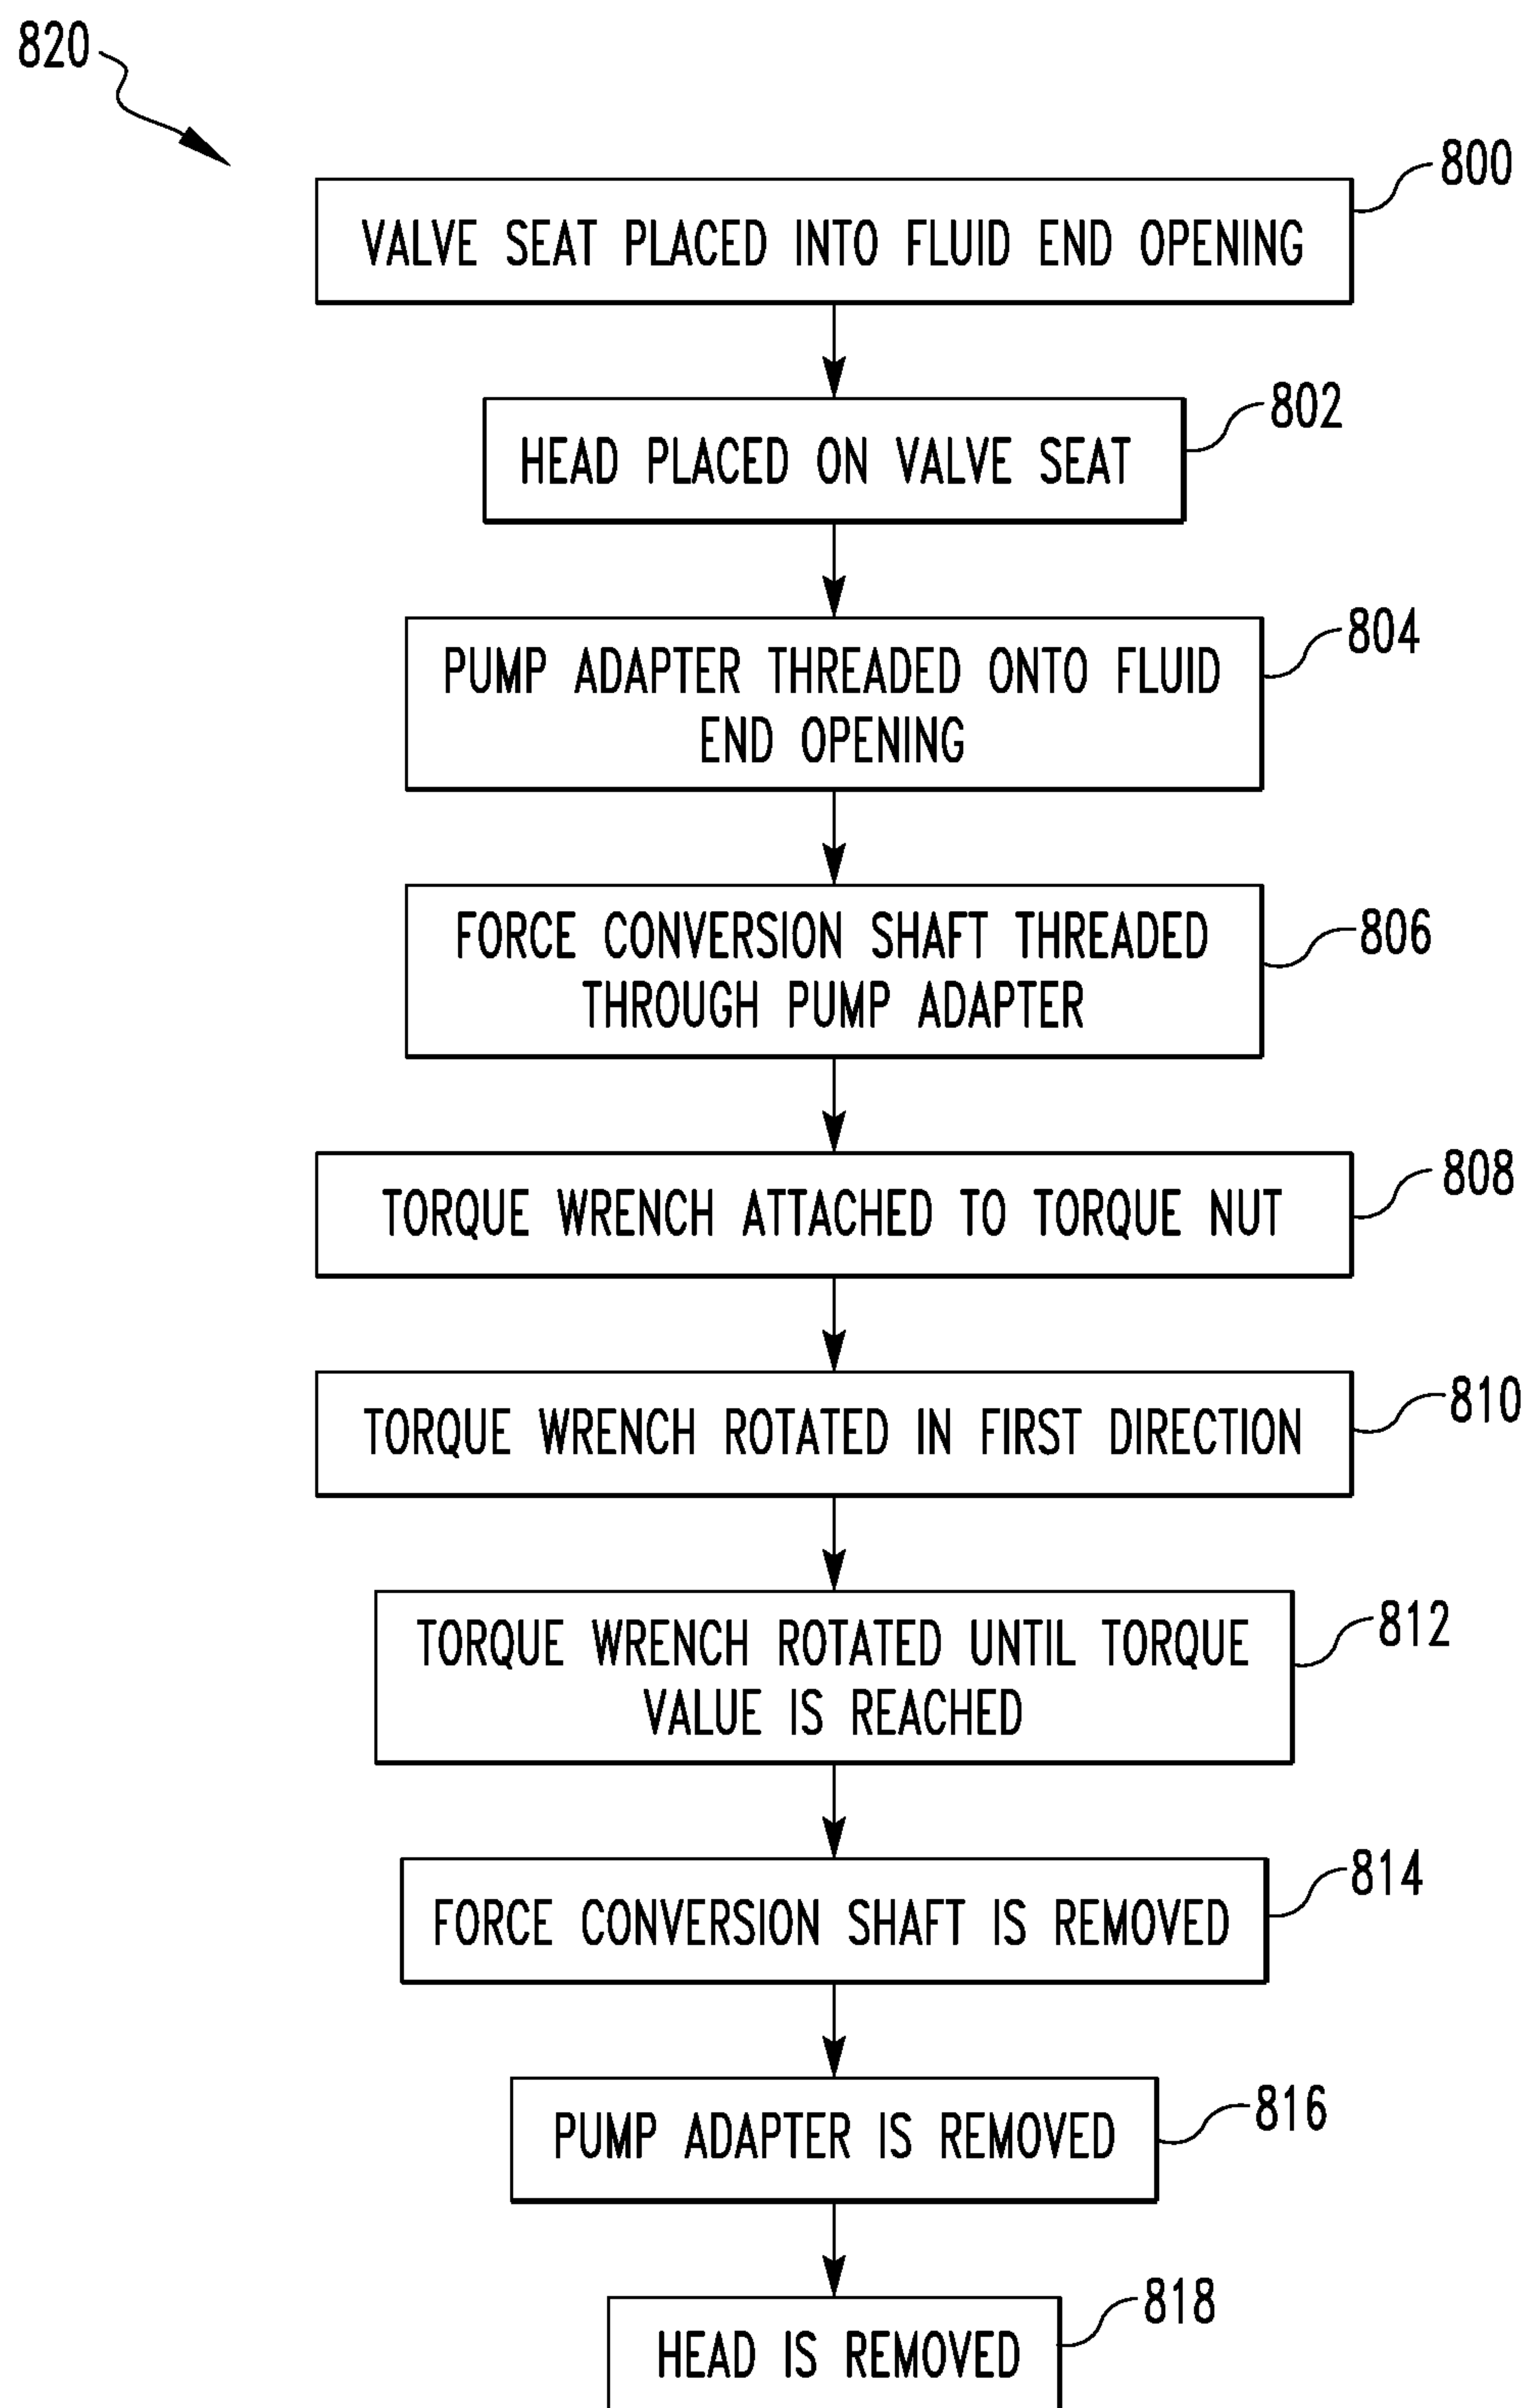 820
800
VALVE SEAT PLACED INTO FLUID END OPENING
802
HEAD PLACED ON VALVE SEAT
804
PUMP ADAPTER THREADED ONTO FLUID
END OPENING
806
FORCE CONVERSION SHAFT THREADED
THROUGH PUMP ADAPTER
808
TORQUE WRENCH ATTACHED TO TORQUE NUT
810
TORQUE WRENCH ROTATED IN FIRST DIRECTION
812
TORQUE WRENCH ROTATED UNTIL TORQUE
VALUE IS REACHED
814
FORCE CONVERSION SHAFT IS REMOVED
816
PUMP ADAPTER IS REMOVED
818
HEAD IS REMOVED